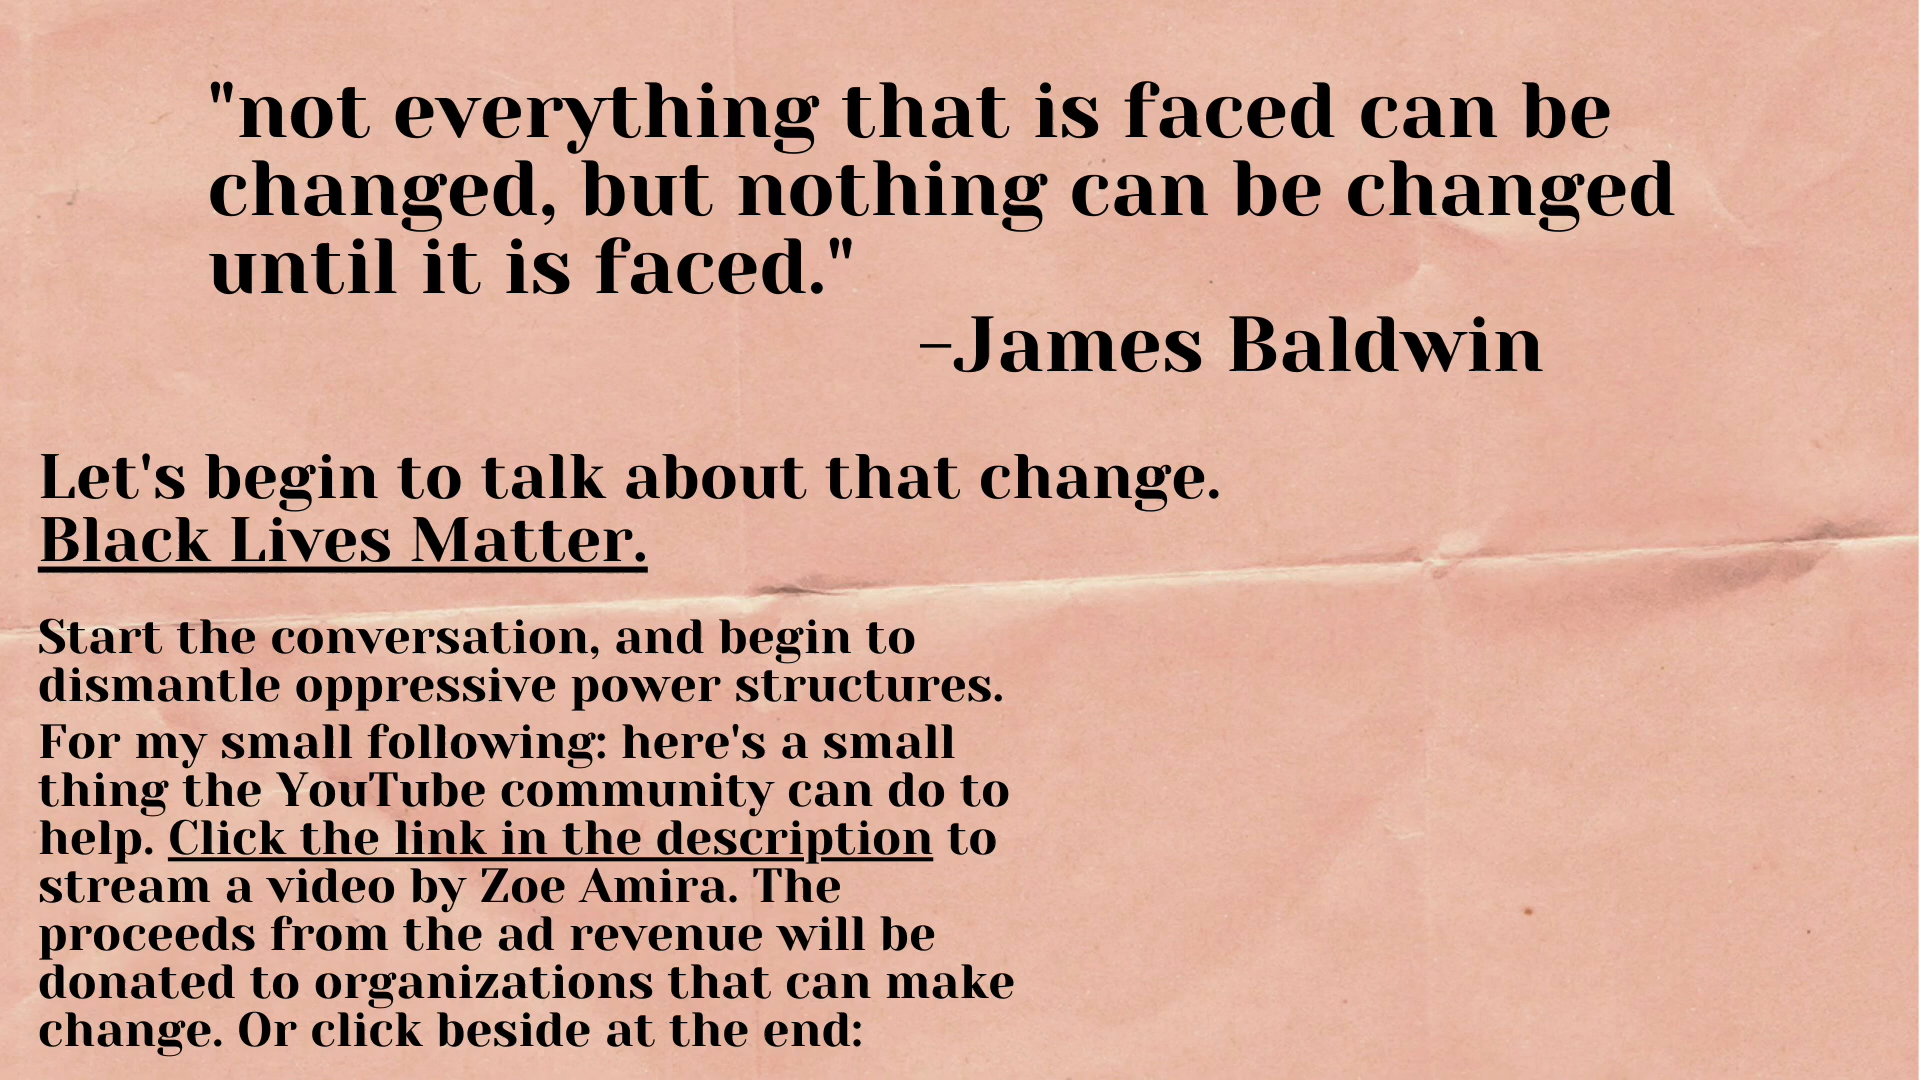 "not everything that is faced can be
changed, but nothing can be changed
until it is faced."
-James Baldwin
Let's begin to talk about that change.
Black Lives Matter.
Start the conversation, and begin to
dismantle oppressive power structures.
For my small following: here's a small
thing the YouTube community can do to
help. Click the link in the description to
stream a video by Zoe Amira. The
proceeds from the ad revenue will be
donated to organizations that can make
change. Or click beside at the end: